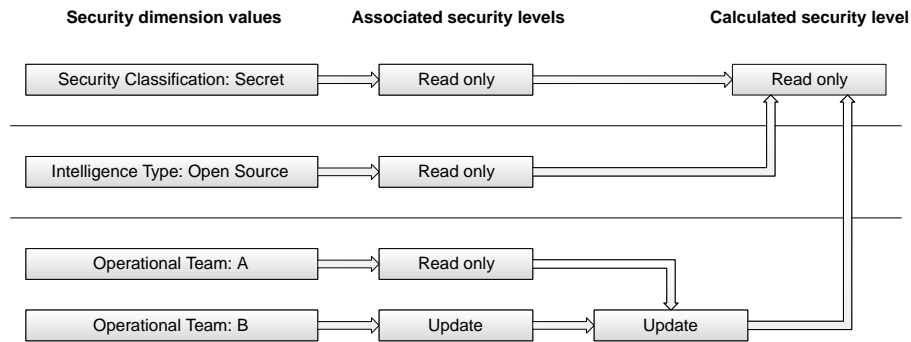 Security dimension values Associated security levels Calculated security level
Security Classification: Secret Read only Read only
Intelligence Type: Open Source Read only
Operational Team: A Read only
Operational Team: B Update Update